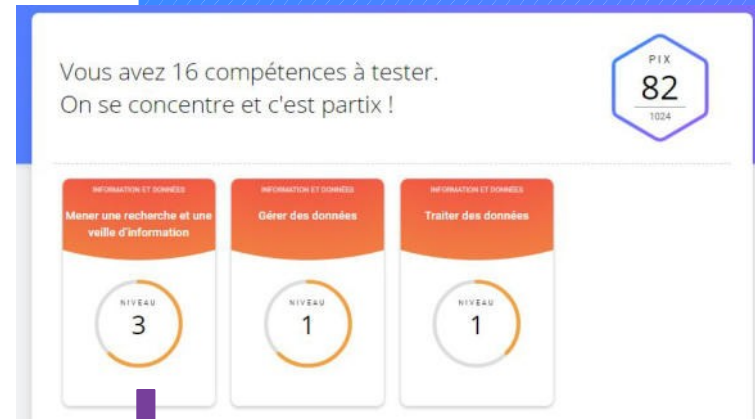 Vous avez 16 compétences à tester.
On se concentre et c'est partix !
PIX
82
1024
INFORMATION ET DONNÉES
Mener une recherche et une
veille d'information
NIVEAU
3
INFORMATION ET DONNÉES
Gérer des données
NIVEAU
1
INFORMATION ET DONNÉES
Traiter des données
NIVEAU
1